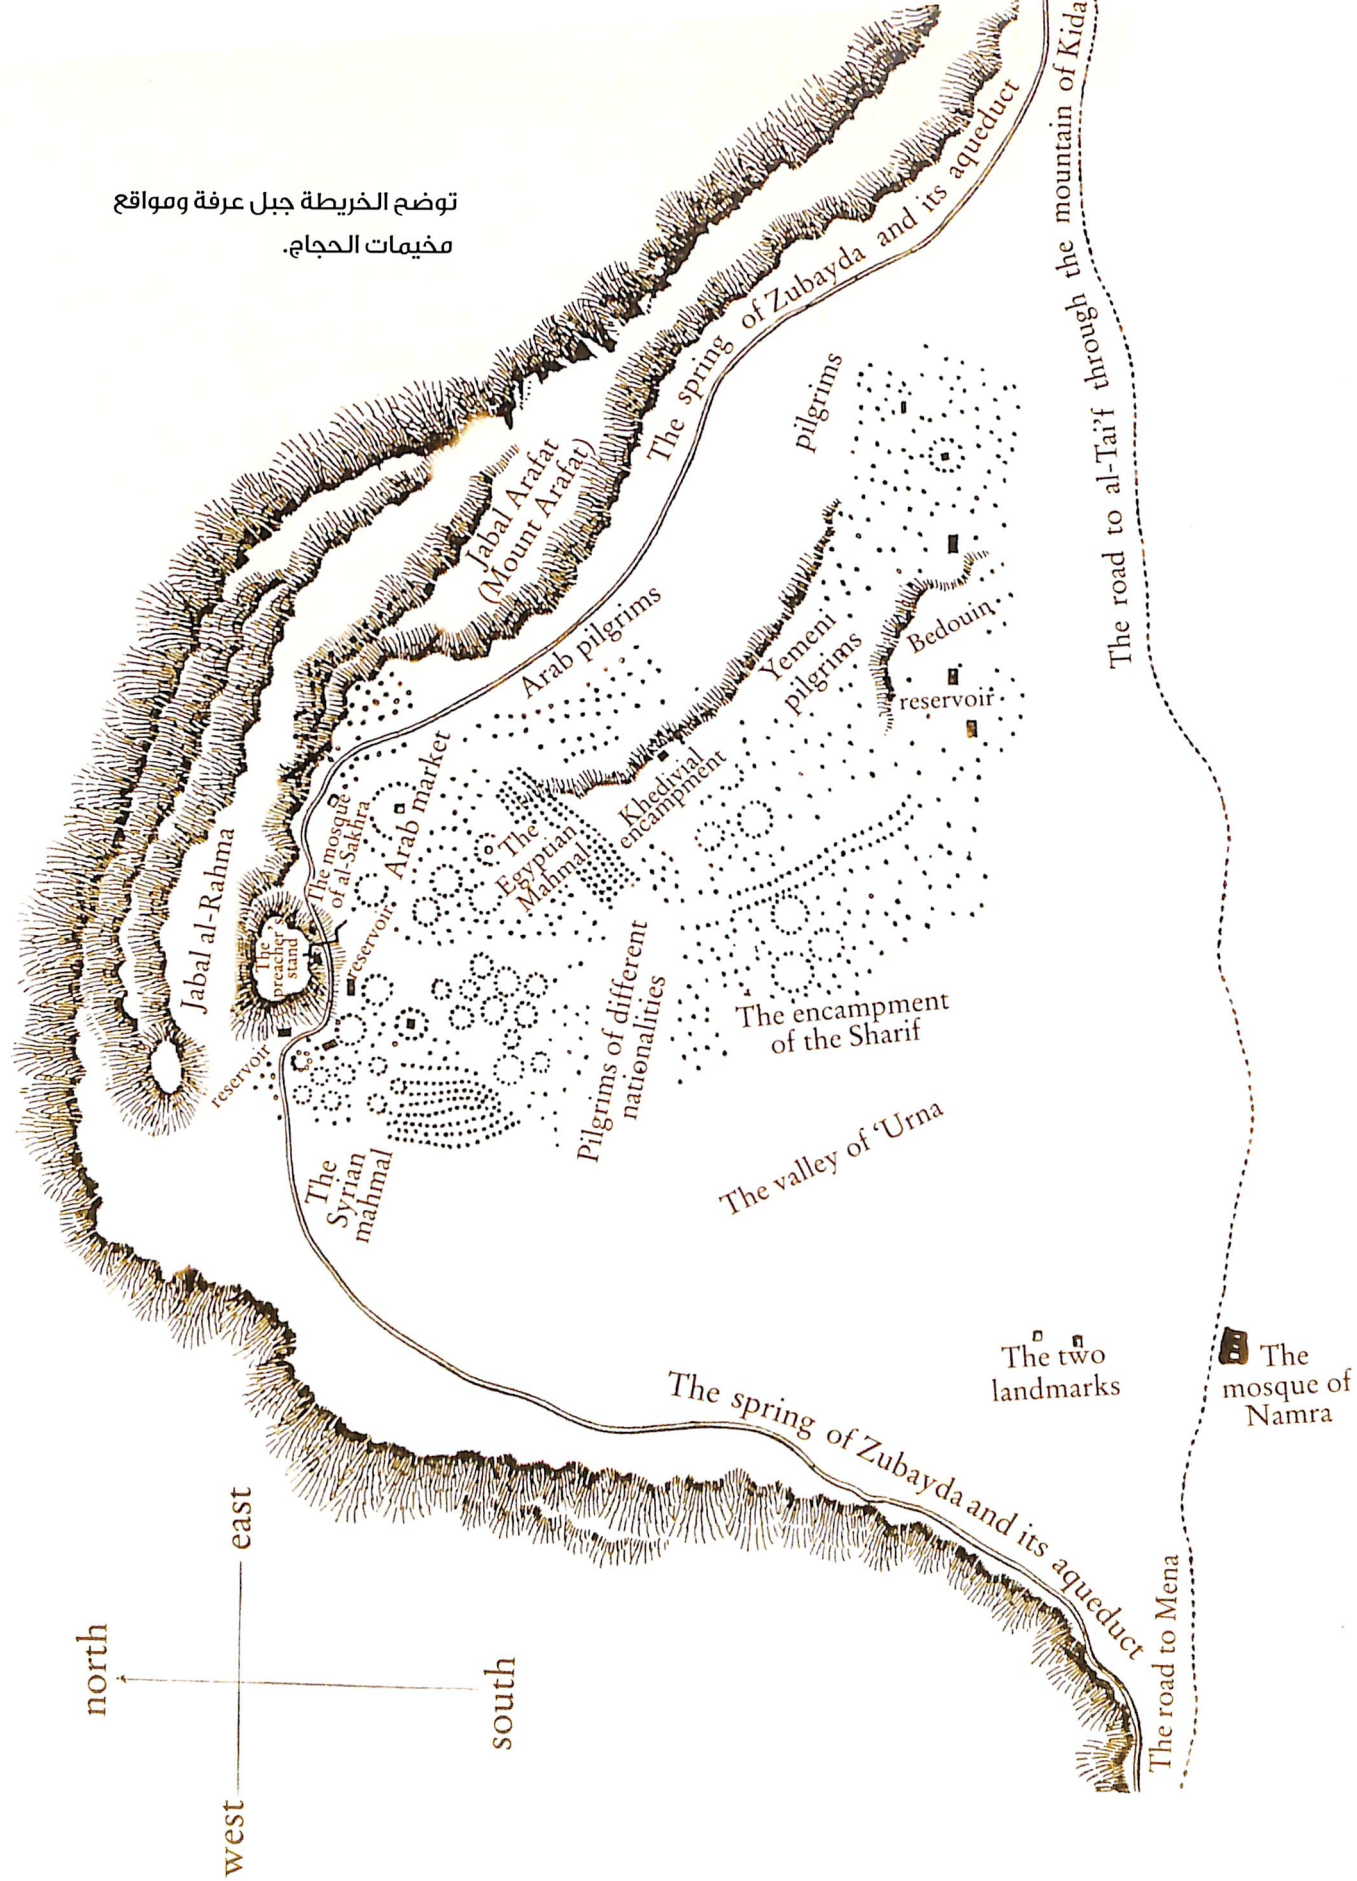 توضح الخريطة جبل عرفة ومواقع
مخيمات الحجاج.
The road to al-Tai'f through the mountain of Kida
The spring of Zubayda and its aqueduct
pilgrims
Jabal Arafat
(Mount Arafat)
Arab pilgrims
Yemeni
pilgrims
Bedouin
reservoir
Khedivial
encampment
Arab market
The
Egyptian
Mahmal
The mosque
of al-Sakhra
Jabal al-Rahma
The
preacher's
stand
reservoir
reservoir
Pilgrims of different
nationalities
The encampment
of the Sharif
The
Syrian
mahmal
The valley of ‘Urna
The two
landmarks
The
mosque of
Namra
The spring of Zubayda and its aqueduct
The road to Mena
east
north
south
west